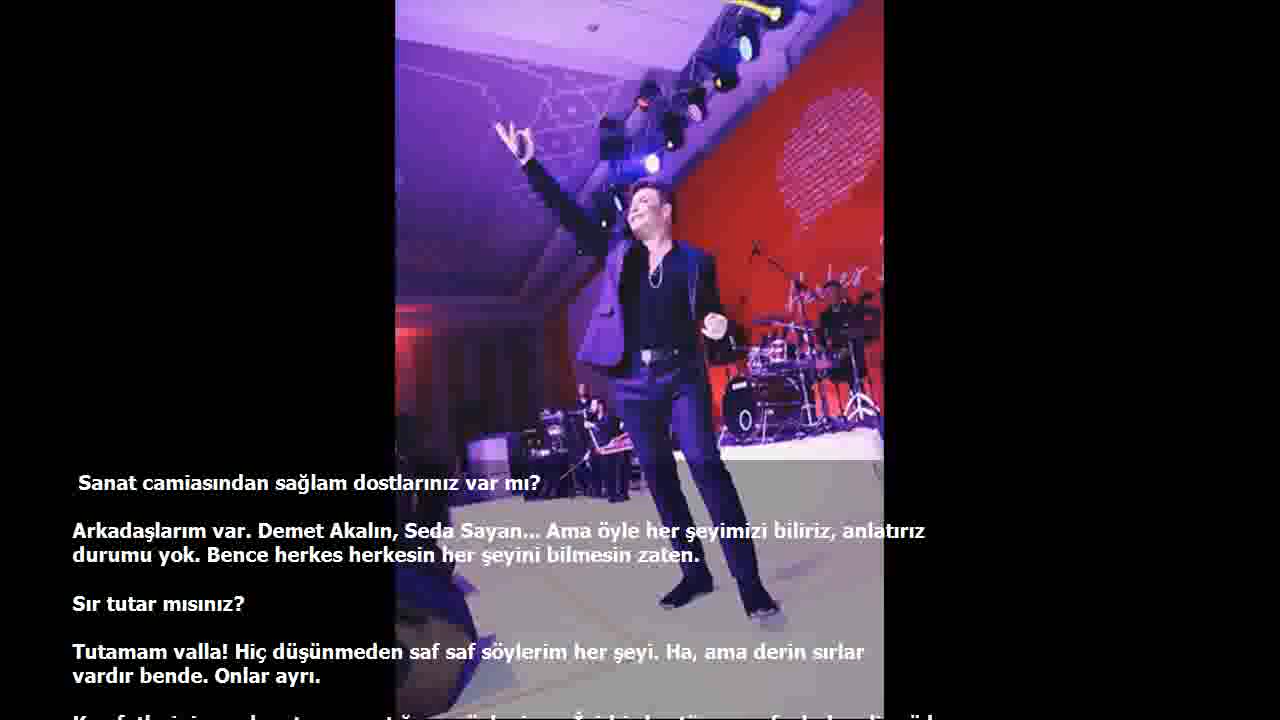 Sanat camiasından sağlam dostlarınız var mı?
Arkadaşlarım var. Demet Akalın, Seda Sayan... Ama öyle her şeyimizi biliriz, anlatırız
durumu yok. Bence herkes herkesin her şeyini bilmesin zaten.
Sır tutar mısınız?
Tutamam valla! Hiç düşünmeden saf saf söylerim her şeyi. Ha, ama derin sırlar
vardır bende. Onlar ayrı.